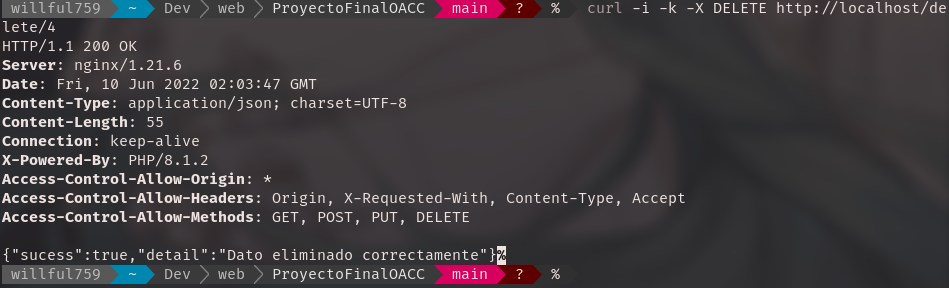 willful759 ~ Dev web ProyectoFinalOACC main ? % curl -i -k -X DELETE http://localhost/de
lete/4
HTTP/1.1 200 OK
Server: nginx/1.21.6
Date: Fri, 10 Jun 2022 02:03:47 GMT
Content-Type: application/json; charset=UTF-8
Content-Length: 55
Connection: keep-alive
X-Powered-By: PHP/8.1.2
Access-Control-Allow-Origin: *
Access-Control-Allow-Headers: Origin, X-Requested-With, Content-Type, Accept
Access-Control-Allow-Methods: GET, POST, PUT, DELETE
{"sucess":true,"detail":"Dato eliminado correctamente"}%
willful759 ~ Dev web ProyectoFinalOACC main ? %